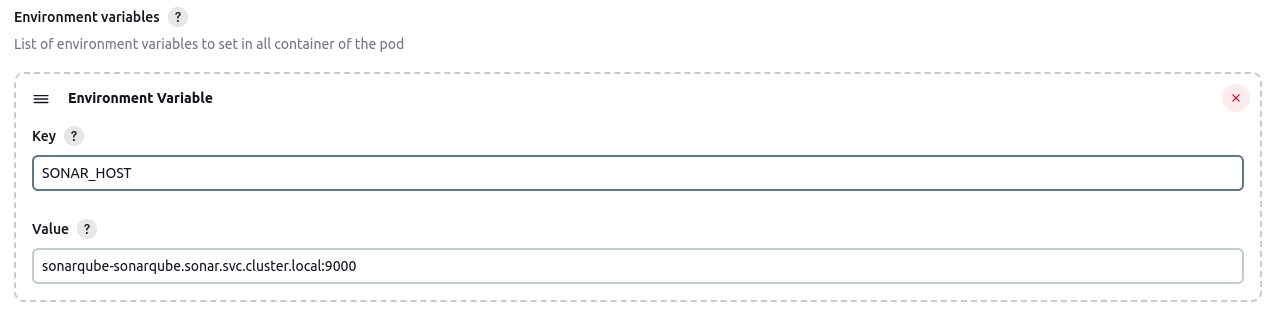 Environment variables ?
List of environment variables to set in all container of the pod
Environment Variable
Key ?
SONAR_HOST
Value ?
sonarqube-sonarqube.sonar.svc.cluster.local:9000